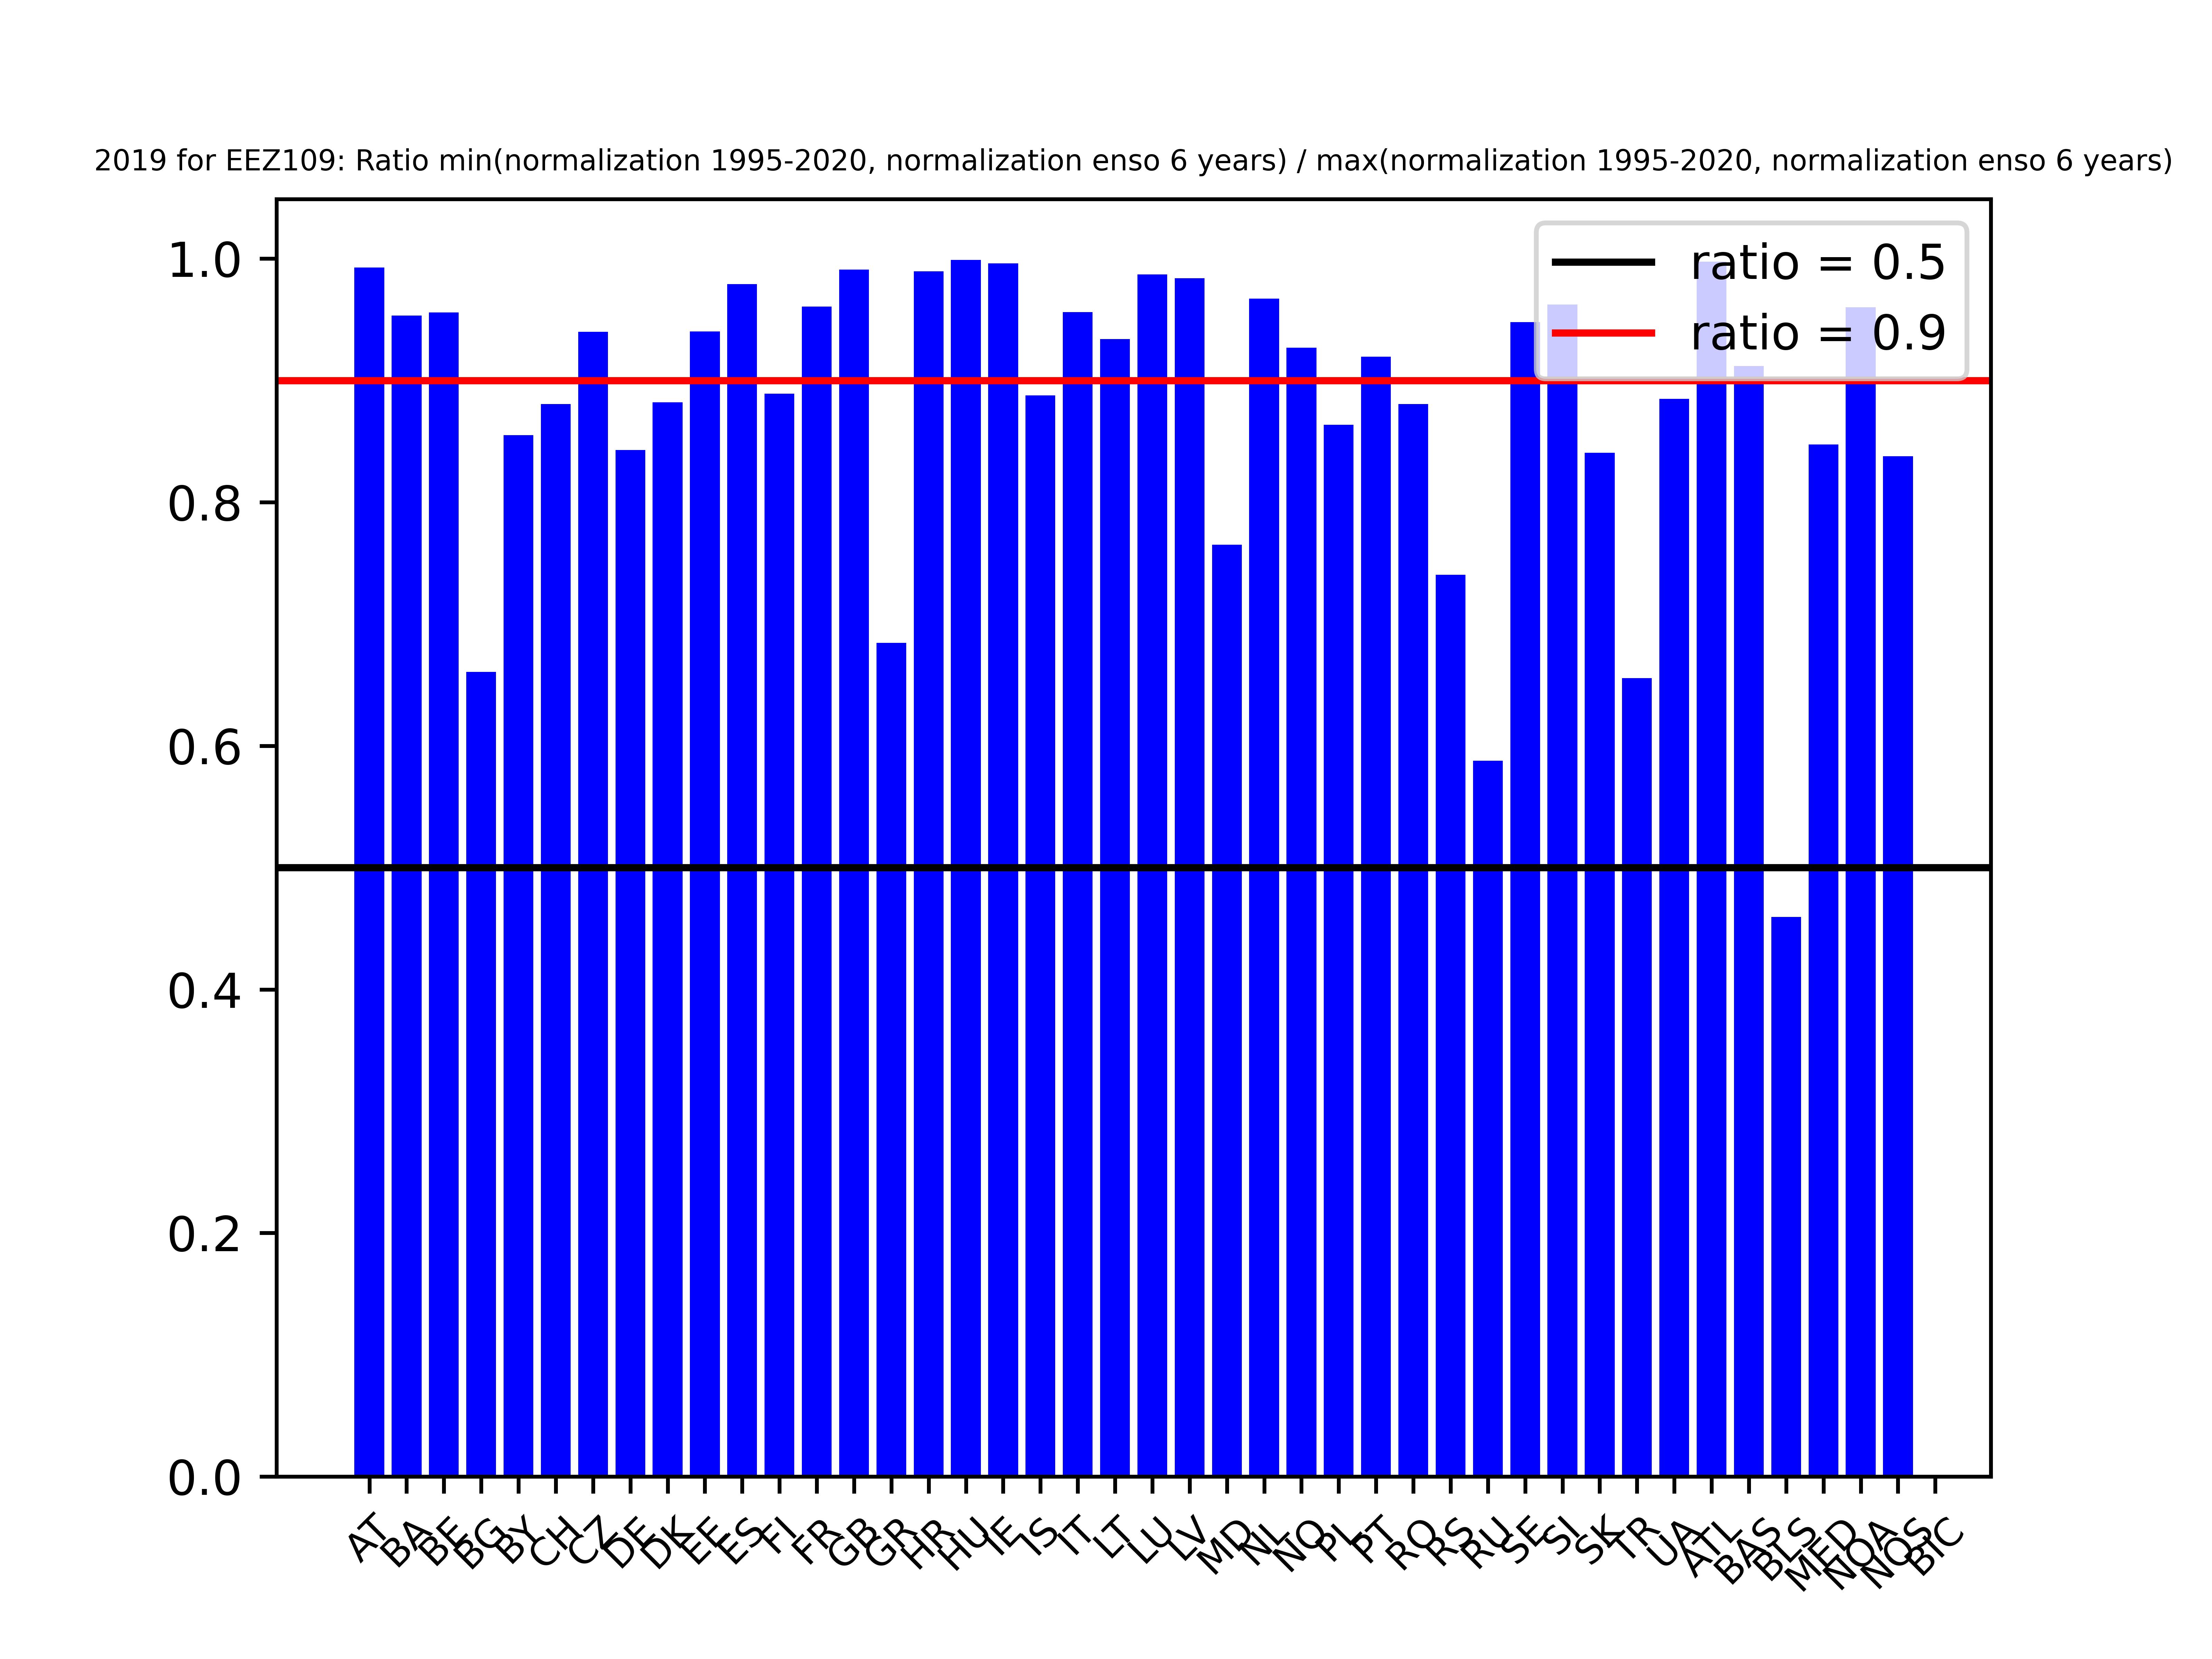 2019 for EEZ109: Ratio min(normalization 1995-2020, normalization enso 6 years) / max(normalization 1995-2020, normalization enso 6 years)
ratio = 0.5
ratio = 0.9
1.0
0.8
0.6
0.4
0.2
0.0
AT BA BE BG BY CH CZ DE DK EE ES FI FR GB GR HR HU IE IS IT LT LU LV MD NL NO PL PT RO RS RU SE SI SK TR UA ATL BAS BLS MED NOA NOS BIC